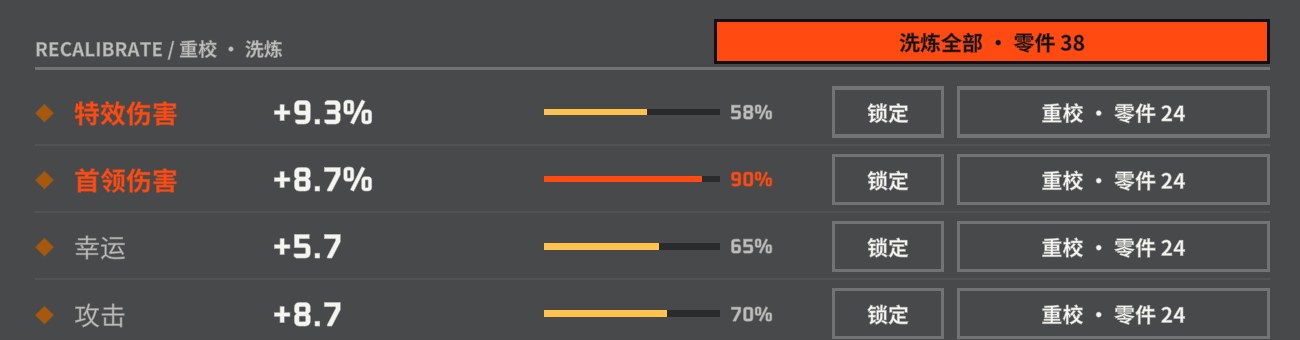 RECALIBRATE / 重校 · 洗炼
洗炼全部 · 零件 38
特效伤害 +9.3% 58% 锁定 重校 · 零件 24
首领伤害 +8.7% 90% 锁定 重校 · 零件 24
幸运 +5.7 65% 锁定 重校 · 零件 24
攻击 +8.7 70% 锁定 重校 · 零件 24